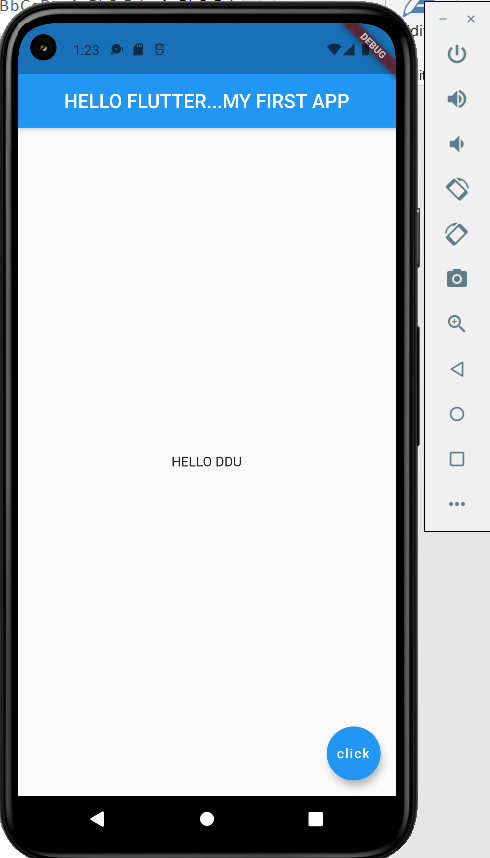 1:23
DEBUG
HELLO FLUTTER...MY FIRST APP
HELLO DDU
click